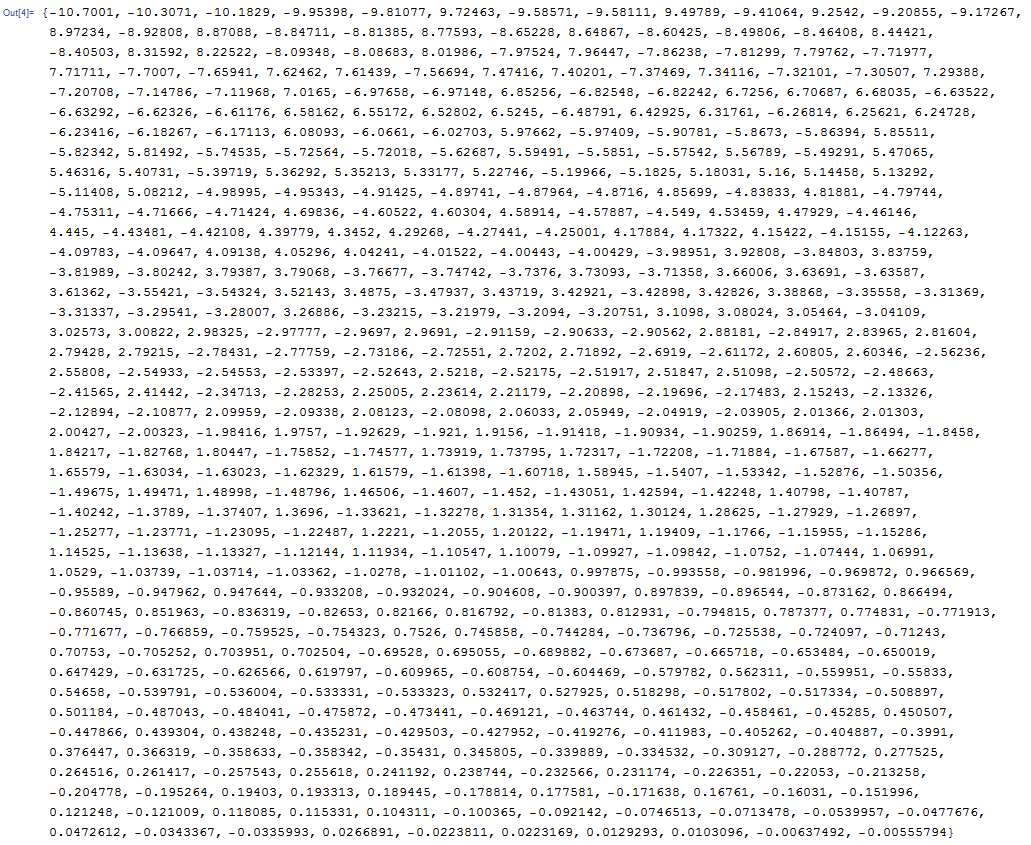 Out[4]= {-10.7001, -10.3071, -10.1829, -9.95398, -9.81077, 9.72463, -9.58571, -9.58111, 9.49789, -9.41064, 9.2542, -9.20855, -9.17267,
8.97234, -8.92808, 8.87088, -8.84711, -8.81385, 8.77593, -8.65228, 8.64867, -8.60425, -8.49806, -8.46408, 8.44421,
-8.40503, 8.31592, 8.22522, -8.09348, -8.08683, 8.01986, -7.97524, 7.96447, -7.86238, -7.81299, 7.79762, -7.71977,
7.71711, -7.7007, -7.65941, 7.62462, 7.61439, -7.56694, 7.47416, 7.40201, -7.37469, 7.34116, -7.32101, -7.30507, 7.29388,
-7.20708, -7.14786, -7.11968, 7.0165, -6.97658, -6.97148, 6.85256, -6.82548, -6.82242, 6.7256, 6.70687, 6.68035, -6.63522,
-6.63292, -6.62326, -6.61176, 6.58162, 6.55172, 6.52802, 6.5245, -6.48791, 6.42925, 6.31761, -6.26814, 6.25621, 6.24728,
-6.23416, -6.18267, -6.17113, 6.08093, -6.0661, -6.02703, 5.97662, -5.97409, -5.90781, -5.8673, -5.86394, 5.85511,
-5.82342, 5.81492, -5.74535, -5.72564, -5.72018, -5.62687, 5.59491, -5.5851, -5.57542, 5.56789, -5.49291, 5.47065,
5.46316, 5.40731, -5.39719, 5.36292, 5.35213, 5.33177, 5.22746, -5.19966, -5.1825, 5.18031, 5.16, 5.14458, 5.13292,
-5.11408, 5.08212, -4.98995, -4.95343, -4.91425, -4.89741, -4.87964, -4.8716, 4.85699, -4.83833, 4.81881, -4.79744,
-4.75311, -4.71666, -4.71424, 4.69836, -4.60522, 4.60304, 4.58914, -4.57887, -4.549, 4.53459, 4.47929, -4.46146,
4.445, -4.43481, -4.42108, 4.39779, 4.3452, 4.29268, -4.27441, -4.25001, 4.17884, 4.17322, 4.15422, -4.15155, -4.12263,
-4.09783, -4.09647, 4.09138, 4.05296, 4.04241, -4.01522, -4.00443, -4.00429, -3.98951, 3.92808, -3.84803, 3.83759,
-3.81989, -3.80242, 3.79387, 3.79068, -3.76677, -3.74742, -3.7376, 3.73093, -3.71358, 3.66006, 3.63691, -3.63587,
3.61362, -3.55421, -3.54324, 3.52143, 3.4875, -3.47937, 3.43719, 3.42921, -3.42898, 3.42826, 3.38868, -3.35558, -3.31369,
-3.31337, -3.29541, -3.28007, 3.26886, -3.23215, -3.21979, -3.2094, -3.20751, 3.1098, 3.08024, 3.05464, -3.04109,
3.02573, 3.00822, 2.98325, -2.97777, -2.9697, 2.9691, -2.91159, -2.90633, -2.90562, 2.88181, -2.84917, 2.83965, 2.81604,
2.79428, 2.79215, -2.78431, -2.77759, -2.73186, -2.72551, 2.7202, 2.71892, -2.6919, -2.61172, 2.60805, 2.60346, -2.56236,
2.55808, -2.54933, -2.54553, -2.53397, -2.52643, 2.5218, -2.52175, -2.51917, 2.51847, 2.51098, -2.50572, -2.48663,
-2.41565, 2.41442, -2.34713, -2.28253, 2.25005, 2.23614, 2.21179, -2.20898, -2.19696, -2.17483, 2.15243, -2.13326,
-2.12894, -2.10877, 2.09959, -2.09338, 2.08123, -2.08098, 2.06033, 2.05949, -2.04919, -2.03905, 2.01366, 2.01303,
2.00427, -2.00323, -1.98416, 1.9757, -1.92629, -1.921, 1.9156, -1.91418, -1.90934, -1.90259, 1.86914, -1.86494, -1.8458,
1.84217, -1.82768, 1.80447, -1.75852, -1.74577, 1.73919, 1.73795, 1.72317, -1.72208, -1.71884, -1.67587, -1.66277,
1.65579, -1.63034, -1.63023, -1.62329, 1.61579, -1.61398, -1.60718, 1.58945, -1.5407, -1.53342, -1.52876, -1.50356,
-1.49675, 1.49471, 1.48998, -1.48796, 1.46506, -1.4607, -1.452, -1.43051, 1.42594, -1.42248, 1.40798, -1.40787,
-1.40242, -1.3789, -1.37407, 1.3696, -1.33621, -1.32278, 1.31354, 1.31162, 1.30124, 1.28625, -1.27929, -1.26897,
-1.25277, -1.23771, -1.23095, -1.22487, 1.2221, -1.2055, 1.20122, -1.19471, 1.19409, -1.1766, -1.15955, -1.15286,
1.14525, -1.13638, -1.13327, -1.12144, 1.11934, -1.10547, 1.10079, -1.09927, -1.09842, -1.0752, -1.07444, 1.06991,
1.0529, -1.03739, -1.03714, -1.03362, -1.0278, -1.01102, -1.00643, 0.997875, -0.993558, -0.981996, -0.969872, 0.966569,
-0.95589, -0.947962, 0.947644, -0.933208, -0.932024, -0.904608, -0.900397, 0.897839, -0.896544, -0.873162, 0.866494,
-0.860745, 0.851963, -0.836319, -0.82653, 0.82166, 0.816792, -0.81383, 0.812931, -0.794815, 0.787377, 0.774831, -0.771913,
-0.771677, -0.766859, -0.759525, -0.754323, 0.7526, 0.745858, -0.744284, -0.736796, -0.725538, -0.724097, -0.71243,
0.70753, -0.705252, 0.703951, 0.702504, -0.69528, 0.695055, -0.689882, -0.673687, -0.665718, -0.653484, -0.650019,
0.647429, -0.631725, -0.626566, 0.619797, -0.609965, -0.608754, -0.604469, -0.579782, 0.562311, -0.559951, -0.55833,
0.54658, -0.539791, -0.536004, -0.533331, -0.533323, 0.532417, 0.527925, 0.518298, -0.517802, -0.517334, -0.508897,
0.501184, -0.487043, -0.484041, -0.475872, -0.473441, -0.469121, -0.463744, 0.461432, -0.458461, -0.45285, 0.450507,
-0.447866, 0.439304, 0.438248, -0.435231, -0.429503, -0.427952, -0.419276, -0.411983, -0.405262, -0.404887, -0.3991,
0.376447, 0.366319, -0.358633, -0.358342, -0.35431, 0.345805, -0.339889, -0.334532, -0.309127, -0.288772, 0.277525,
0.264516, 0.261417, -0.257543, 0.255618, 0.241192, 0.238744, -0.232566, 0.231174, -0.226351, -0.22053, -0.213258,
-0.204778, -0.195264, 0.19403, 0.193313, 0.189445, -0.178814, 0.177581, -0.171638, 0.16761, -0.16031, -0.151996,
0.121248, -0.121009, 0.118085, 0.115331, 0.104311, -0.100365, -0.092142, -0.0746513, -0.0713478, -0.0539957, -0.0477676,
0.0472612, -0.0343367, -0.0335993, 0.0266891, -0.0223811, 0.0223169, 0.0129293, 0.0103096, -0.00637492, -0.00555794}